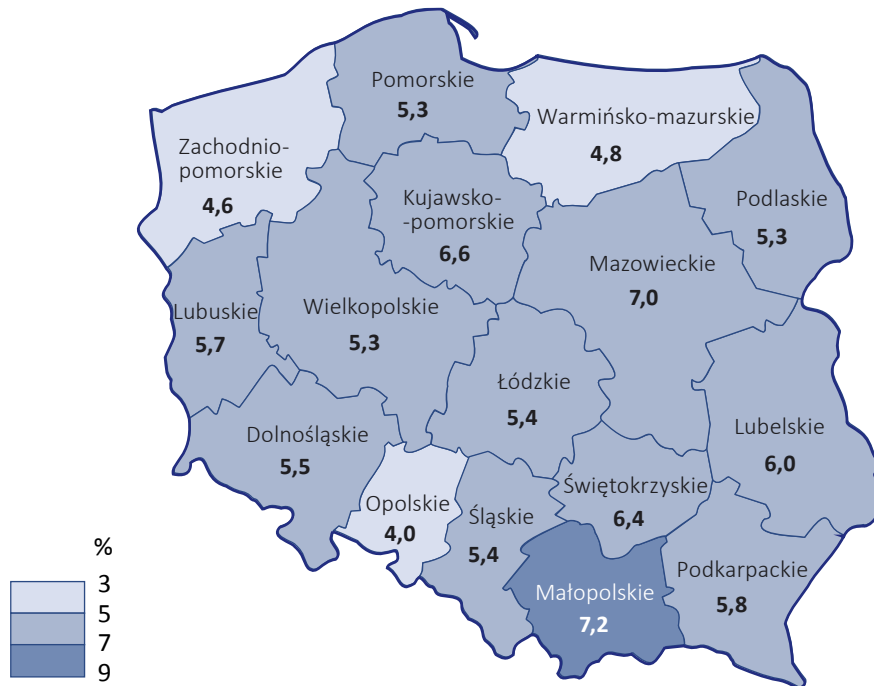 Pomorskie
5,3
Warmińsko-mazurskie
4,8
Zachodnio-
pomorskie
4,6
Kujawsko-
-pomorskie
6,6
Podlaskie
5,3
Mazowieckie
7,0
Lubuskie
5,7
Wielkopolskie
5,3
Łódzkie
5,4
Lubelskie
6,0
Dolnośląskie
5,5
Opolskie
4,0
Śląskie
5,4
Świętokrzyskie
6,4
Małopolskie
7,2
Podkarpackie
5,8
%
3
5
7
9